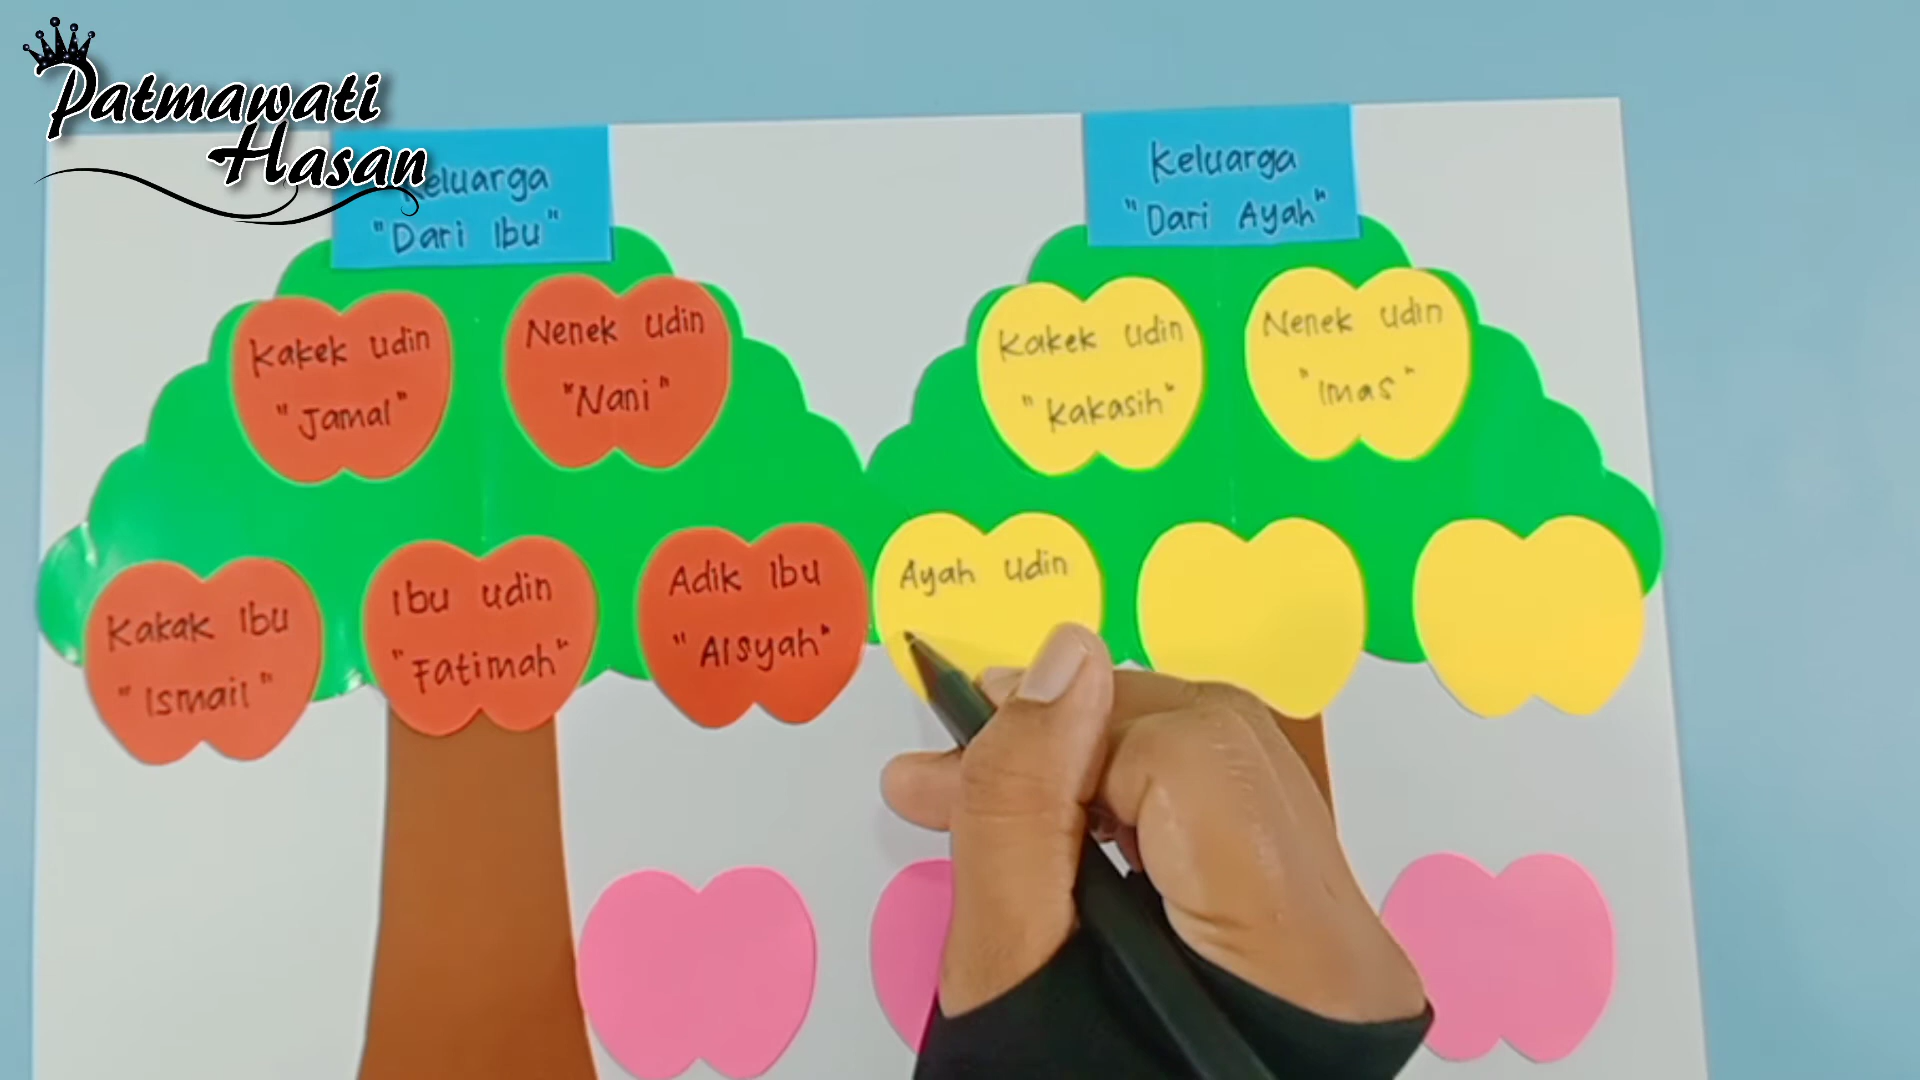 Patmawati
Hasan
Keluarga
"Dari Ibu"
Keluarga
"Dari Ayah"
Kakek Udin
"Jamal"
Nenek Udin
"Nani"
Kakek Udin
"Kakasih"
Nenek Udin
"Imas"
Kakak Ibu
"Ismail"
Ibu Udin
"Fatimah"
Adik Ibu
"Aisyah"
Ayah Udin